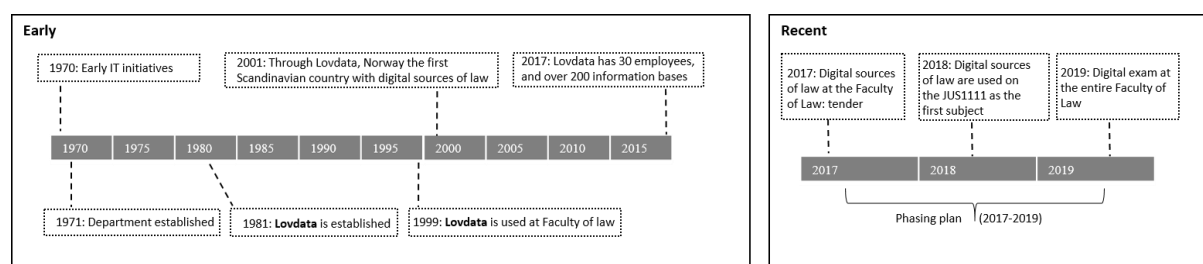 Early
1970: Early IT initiatives
2001: Through Lovdata, Norway the first
Scandinavian country with digital sources of law
2017: Lovdata has 30 employees,
and over 200 information bases
1970 1975 1980 1985 1990 1995 2000 2005 2010 2015
1971: Department established
1981: Lovdata is established
1999: Lovdata is used at Faculty of law
Recent
2017: Digital sources
of law at the Faculty
of Law: tender
2018: Digital sources
of law are used on
the JUS1111 as the
first subject
2019: Digital exam at
the entire Faculty of
Law
2017 2018 2019
Phasing plan (2017-2019)